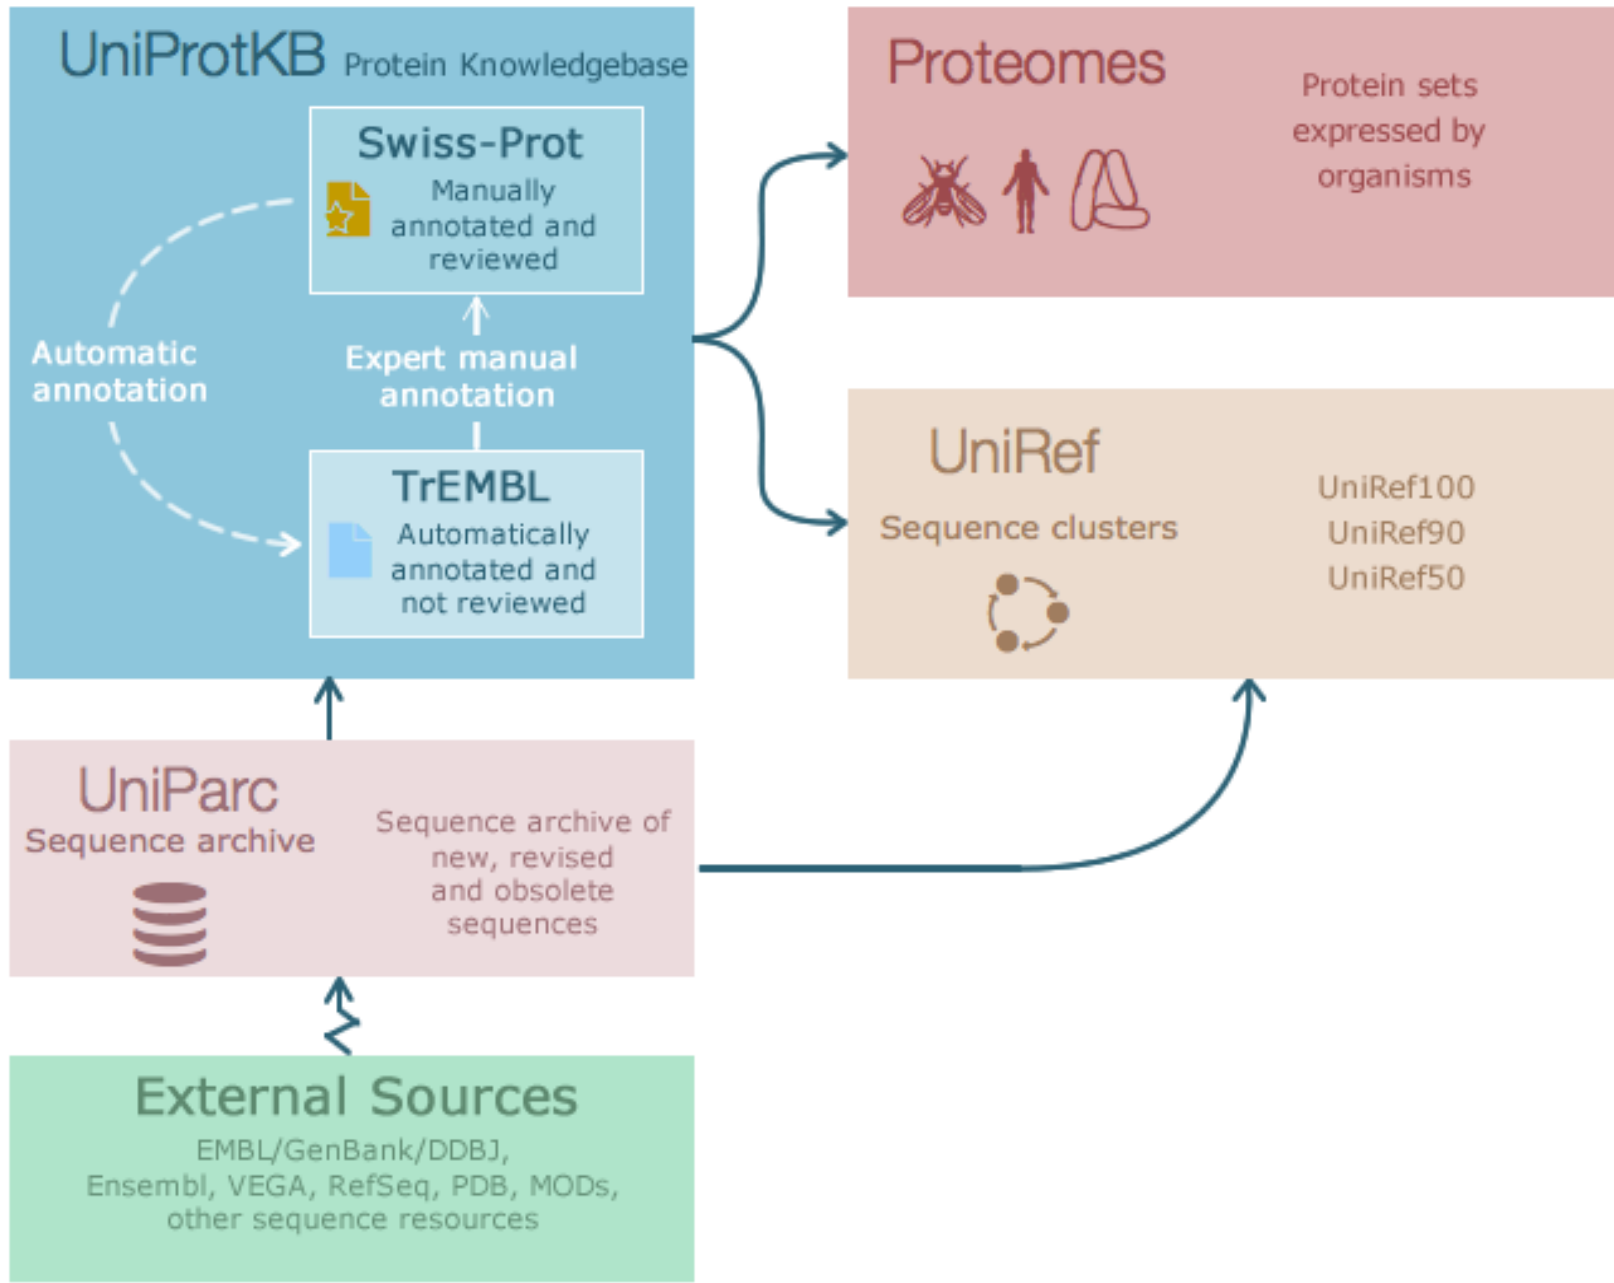 UniProtKB Protein Knowledgebase
Swiss-Prot
Manually
annotated and
reviewed
Automatic
annotation
Expert manual
annotation
TrEMBL
Automatically
annotated and
not reviewed
Proteomes
Protein sets
expressed by
organisms
UniRef
Sequence clusters
UniRef100
UniRef90
UniRef50
UniParc
Sequence archive
Sequence archive of
new, revised
and obsolete
sequences
External Sources
EMBL/GenBank/DDBJ,
Ensembl, VEGA, RefSeq, PDB, MODs,
other sequence resources